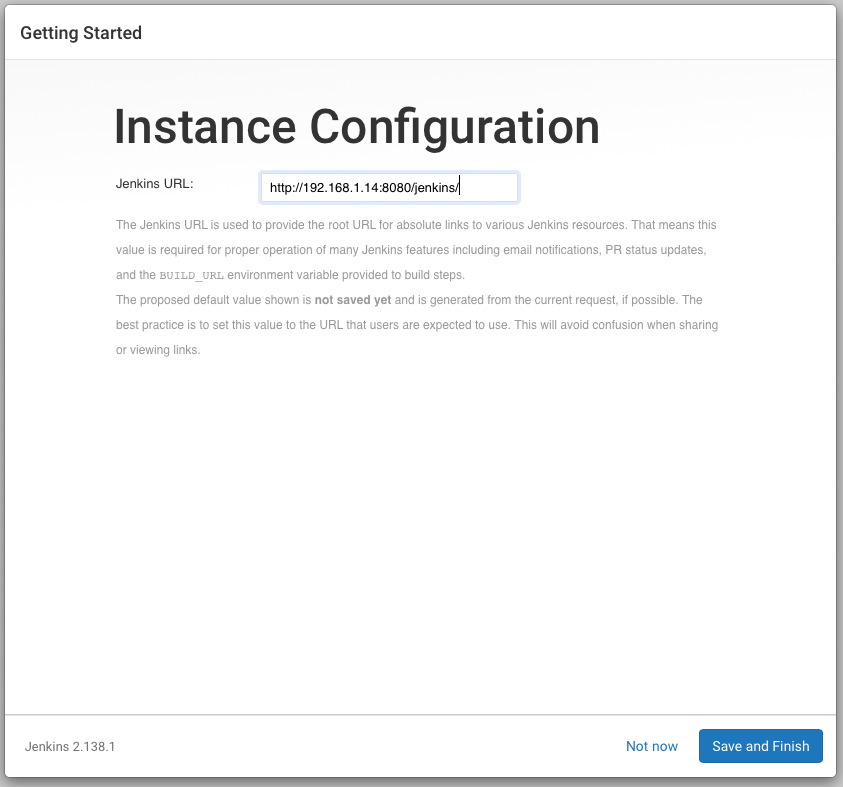 Getting Started
Instance Configuration
Jenkins URL:
http://192.168.1.14:8080/jenkins/
The Jenkins URL is used to provide the root URL for absolute links to various Jenkins resources. That means this
value is required for proper operation of many Jenkins features including email notifications, PR status updates,
and the BUILD_URL environment variable provided to build steps.
The proposed default value shown is not saved yet and is generated from the current request, if possible. The
best practice is to set this value to the URL that users are expected to use. This will avoid confusion when sharing
or viewing links.
Jenkins 2.138.1
Not now
Save and Finish